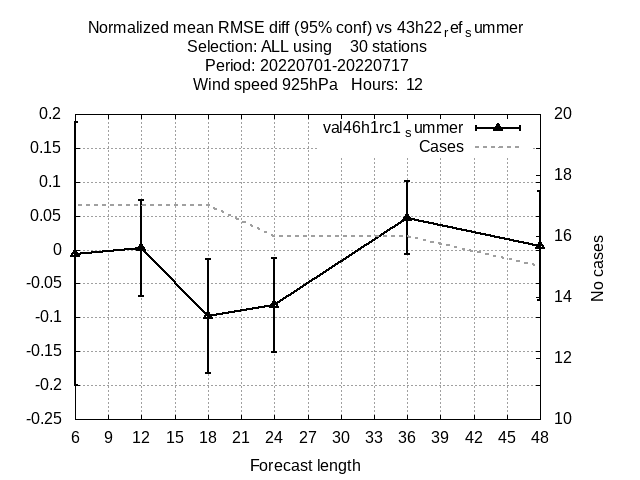 Normalized mean RMSE diff (95% conf) vs 43h22refsummer
Selection: ALL using 30 stations
Period: 20220701-20220717
Wind speed 925hPa Hours: 12
val46h1rc1summer
Cases
0.2
0.15
0.1
0.05
0
-0.05
-0.1
-0.15
-0.2
-0.25
20
18
16
14
12
10
No cases
6 9 12 15 18 21 24 27 30 33 36 39 42 45 48
Forecast length